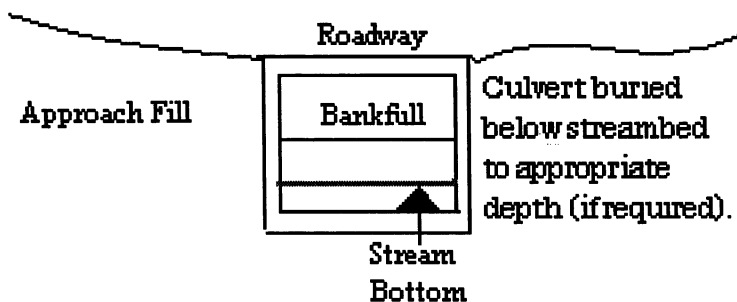 Roadway
Approach Fill
Bankfull
Culvert buried
below streambed
to appropriate
depth (if required).
Stream
Bottom